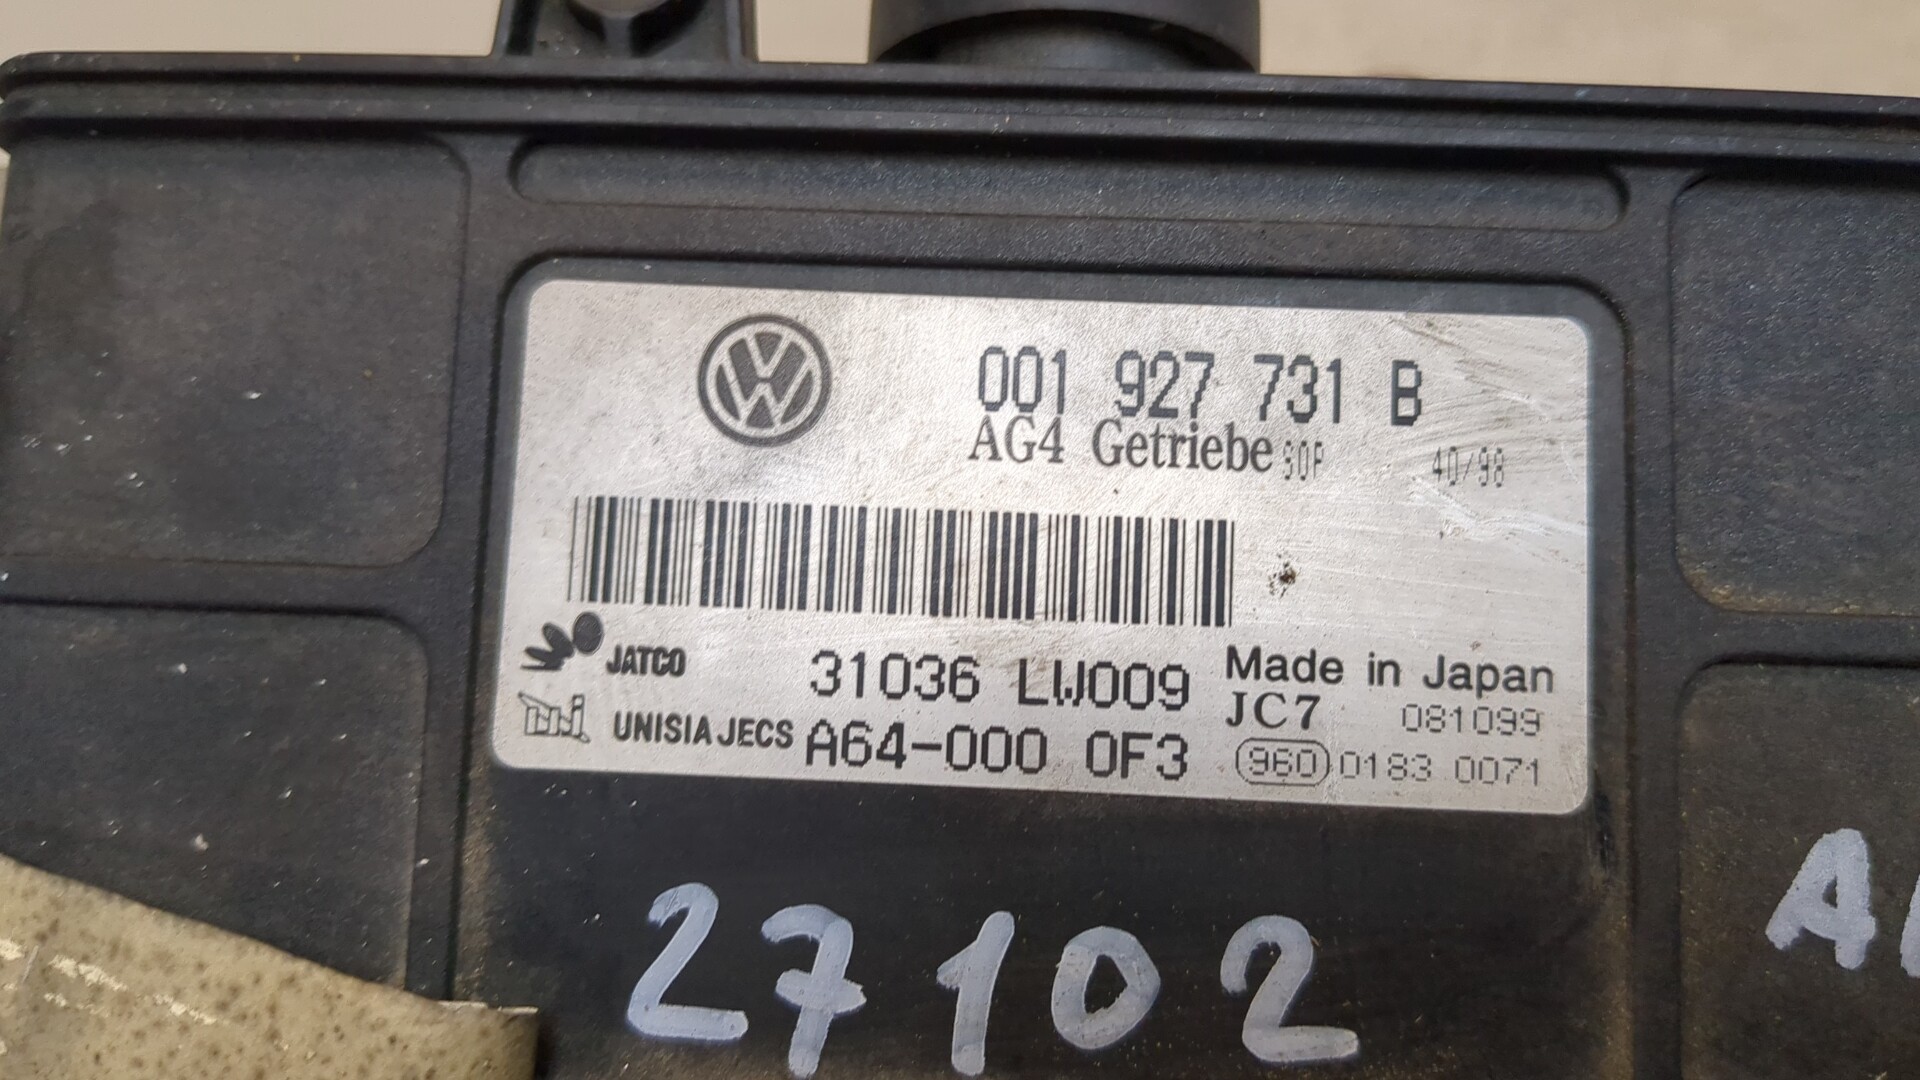 001 927 731 B
AG4 Getriebe SOP 40/98
JATCO 31036 LW009 Made in Japan
JC7 081099
UNISIA JECS A64-000 0F3 960 0183 0071
27102